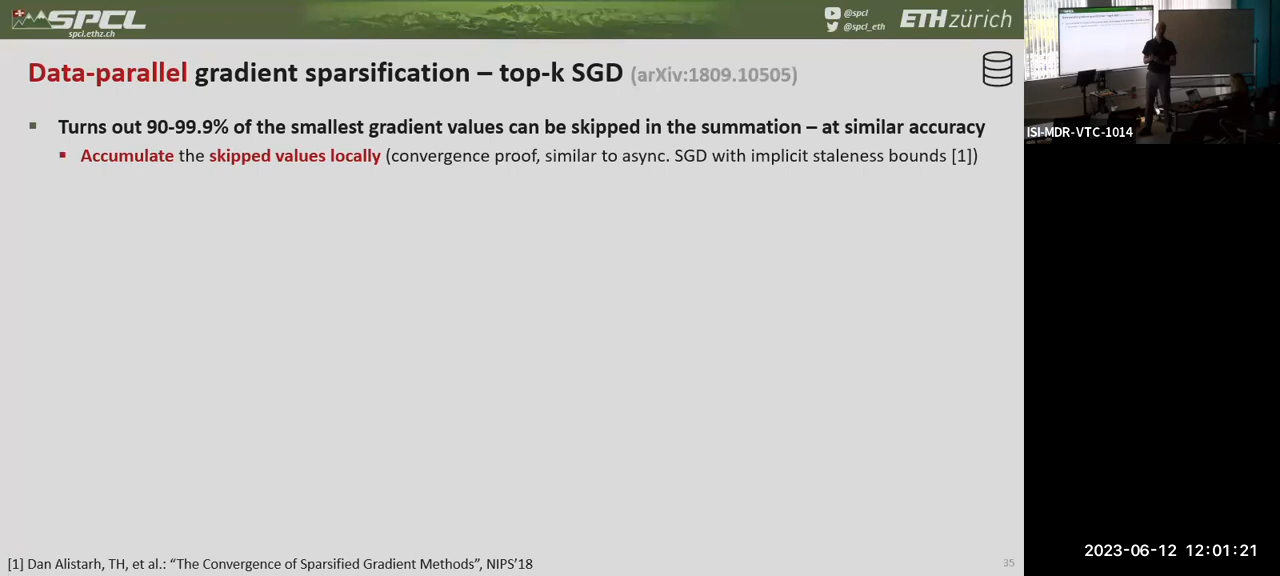 SPCL
spcl.ethz.ch
@spcl
@spcl_eth
ETH zürich
Data-parallel gradient sparsification – top-k SGD (arXiv:1809.10505)
Turns out 90-99.9% of the smallest gradient values can be skipped in the summation – at similar accuracy
Accumulate the skipped values locally (convergence proof, similar to async. SGD with implicit staleness bounds [1])
[1] Dan Alistarh, TH, et al.: “The Convergence of Sparsified Gradient Methods”, NIPS’18
35
ISI-MDR-VTC-1014
2023-06-12 12:01:21